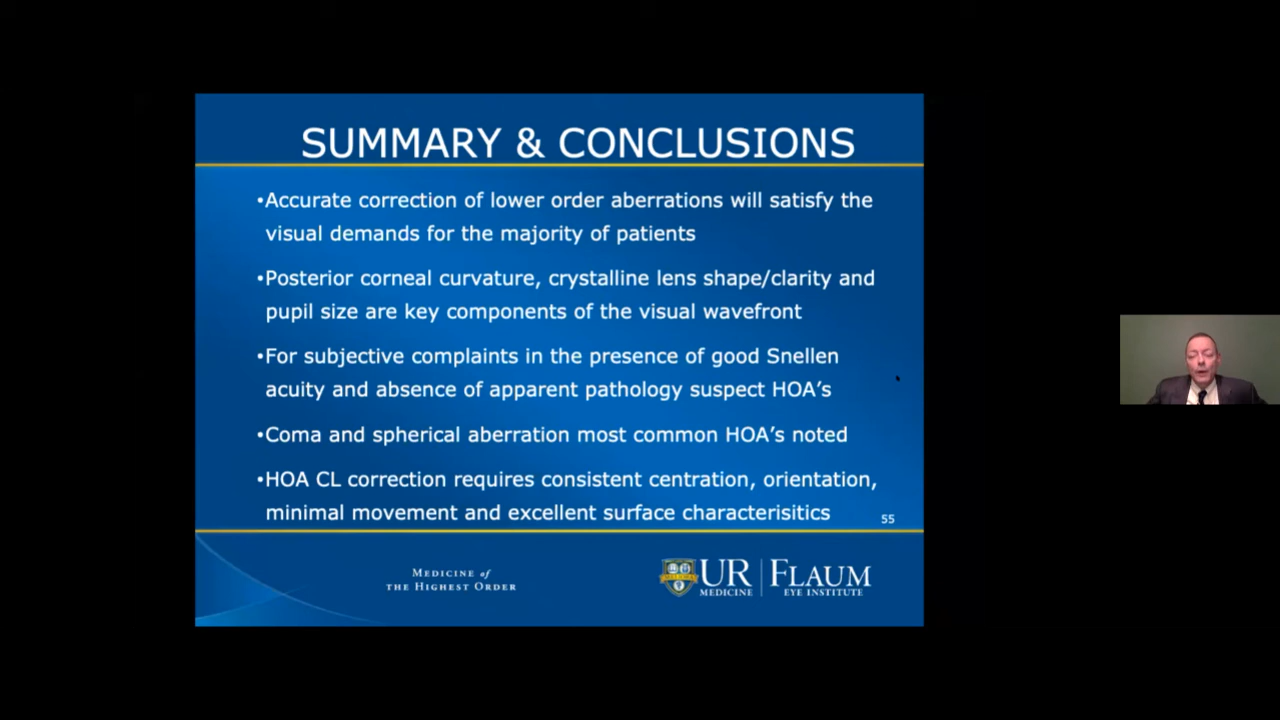 SUMMARY & CONCLUSIONS
•Accurate correction of lower order aberrations will satisfy the
visual demands for the majority of patients
•Posterior corneal curvature, crystalline lens shape/clarity and
pupil size are key components of the visual wavefront
•For subjective complaints in the presence of good Snellen
acuity and absence of apparent pathology suspect HOA's
•Coma and spherical aberration most common HOA's noted
•HOA CL correction requires consistent centration, orientation,
minimal movement and excellent surface characterisitics
55
MEDICINE of
THE HIGHEST ORDER
UR
MEDICINE
FLAUM
EYE INSTITUTE